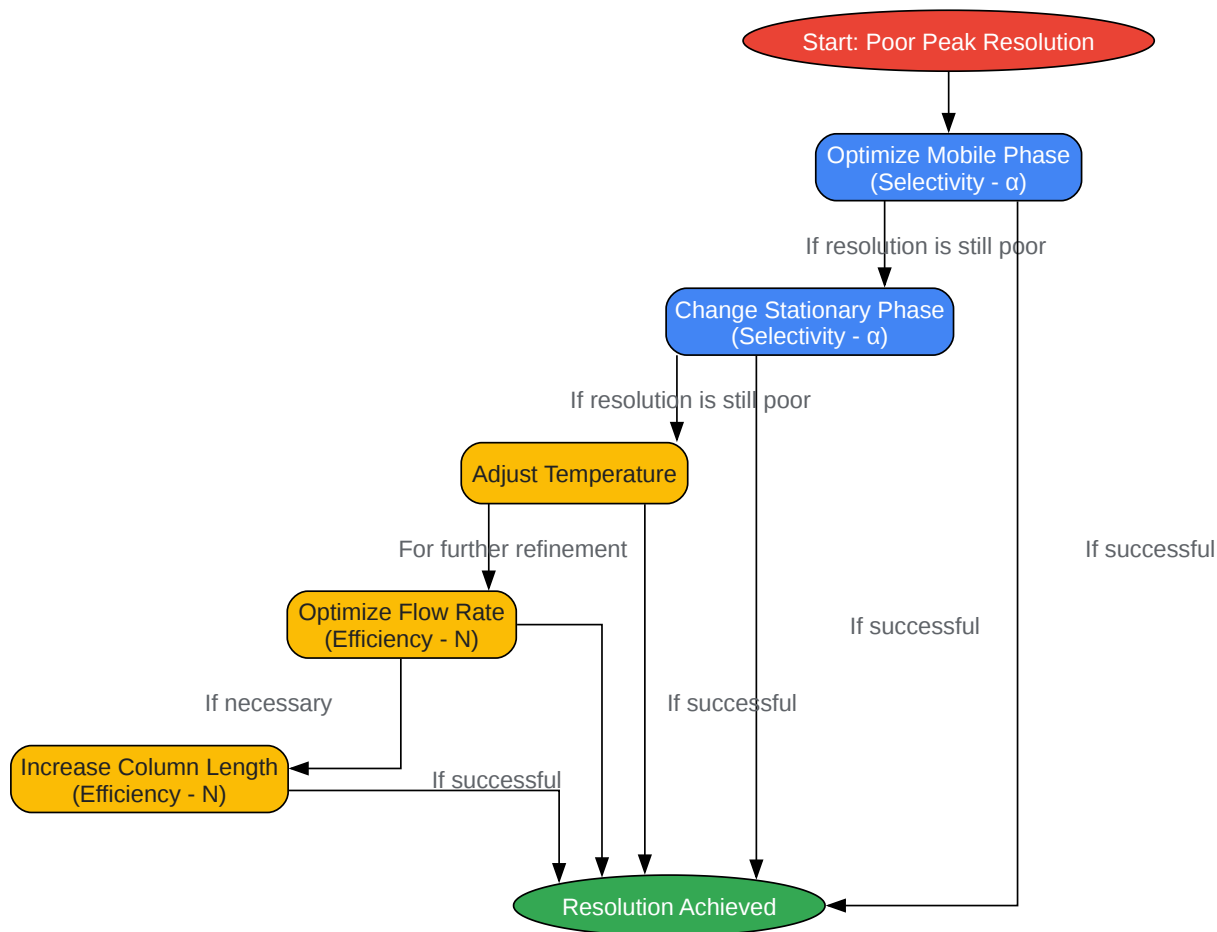 Start: Poor Peak Resolution
Optimize Mobile Phase
(Selectivity - α)
If resolution is still poor
Change Stationary Phase
(Selectivity - α)
If resolution is still poor
Adjust Temperature
For further refinement
If successful
Optimize Flow Rate
(Efficiency - N)
If successful
If necessary
If successful
Increase Column Length
(Efficiency - N)
If successful
Resolution Achieved